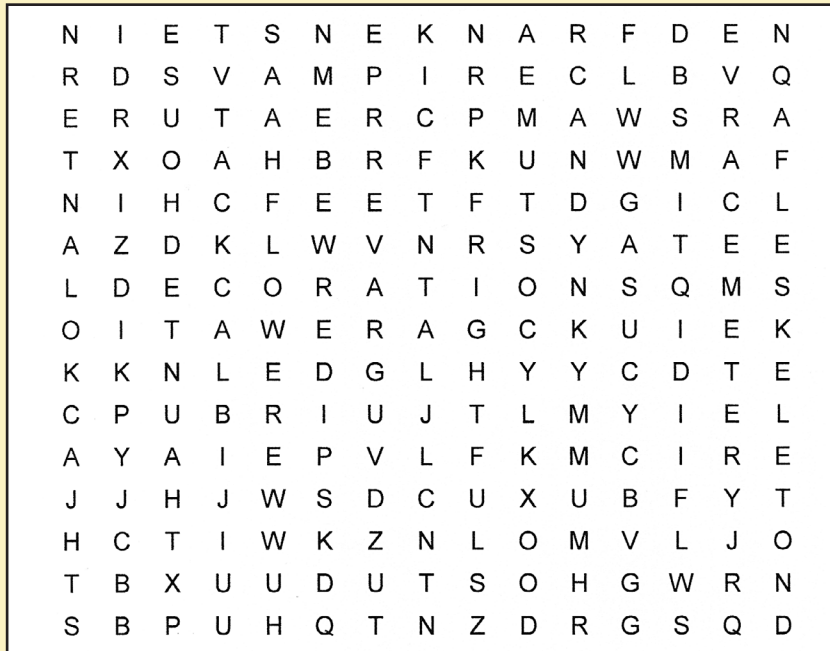 N I E T S N E K N A R F D E N
R D S V A M P I R E C L B V Q
E R U T A E R C P M A W S R A
T X O A H B R F K U N W M A F
N I H C F E E T F T D G I C L
A Z D K L W V N R S Y A T E E
L D E C O R A T I O N S Q M S
O I T A W E R A G C K U I E K
K K N L E D G L H Y Y C D T E
C P U B R I U J T L M Y I E L
A Y A I E P V L F K M C I R E
J J H J W S D C U X U B F Y T
H C T I W K Z N L O M V L J O
T B X U U D U T S O H G W R N
S B P U H Q T N Z D R G S Q D